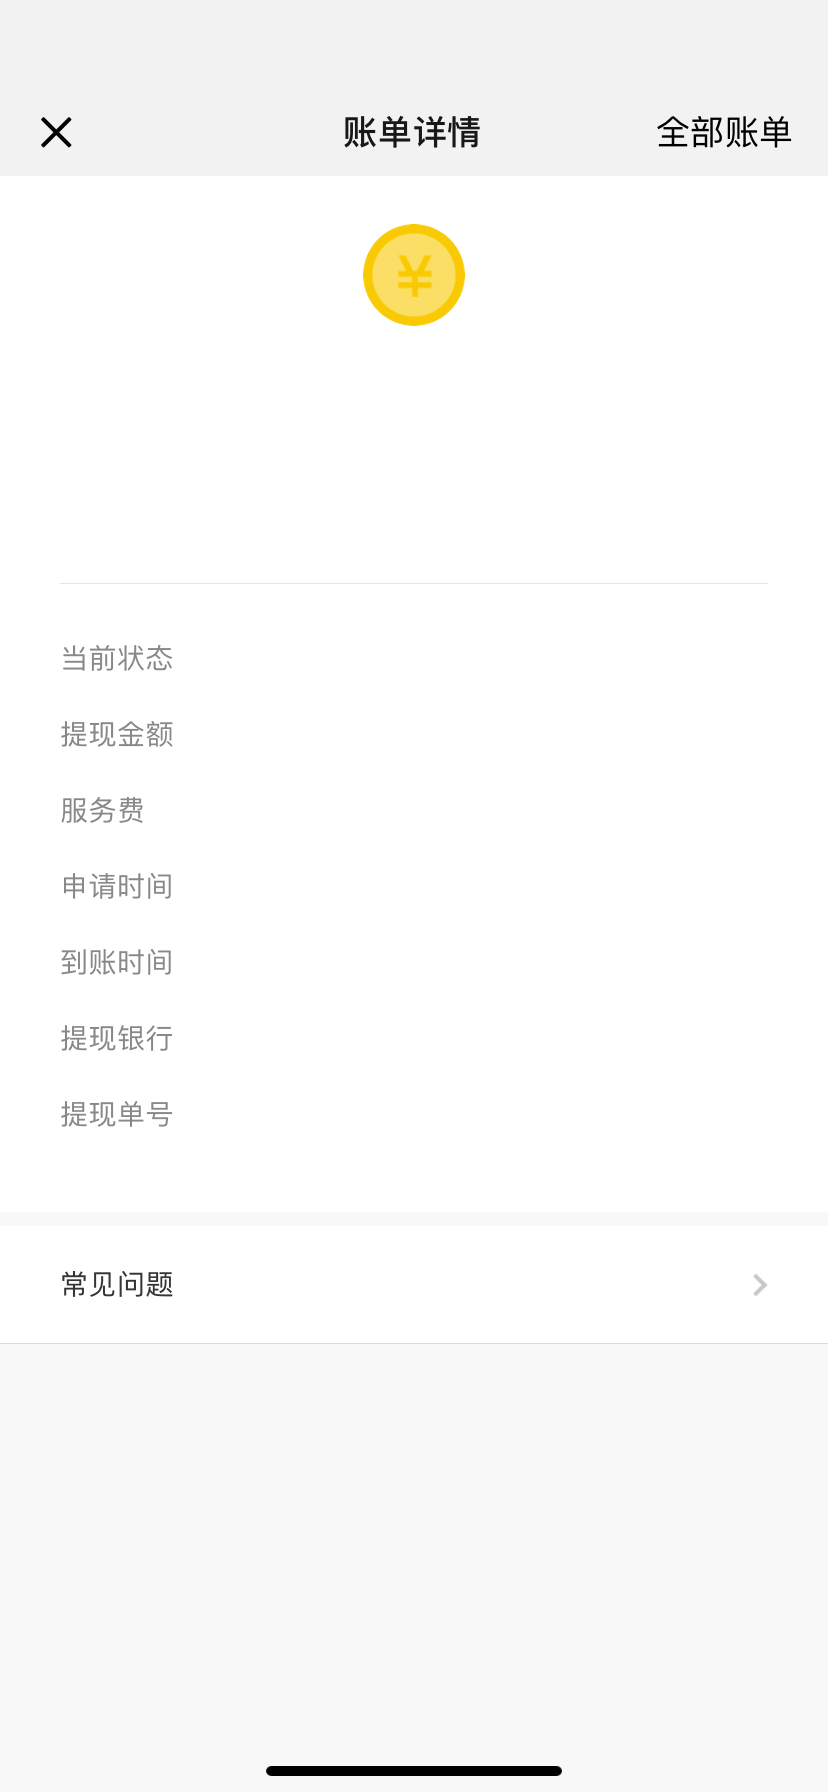 账单详情
全部账单
¥
当前状态
提现金额
服务费
申请时间
到账时间
提现银行
提现单号
常见问题